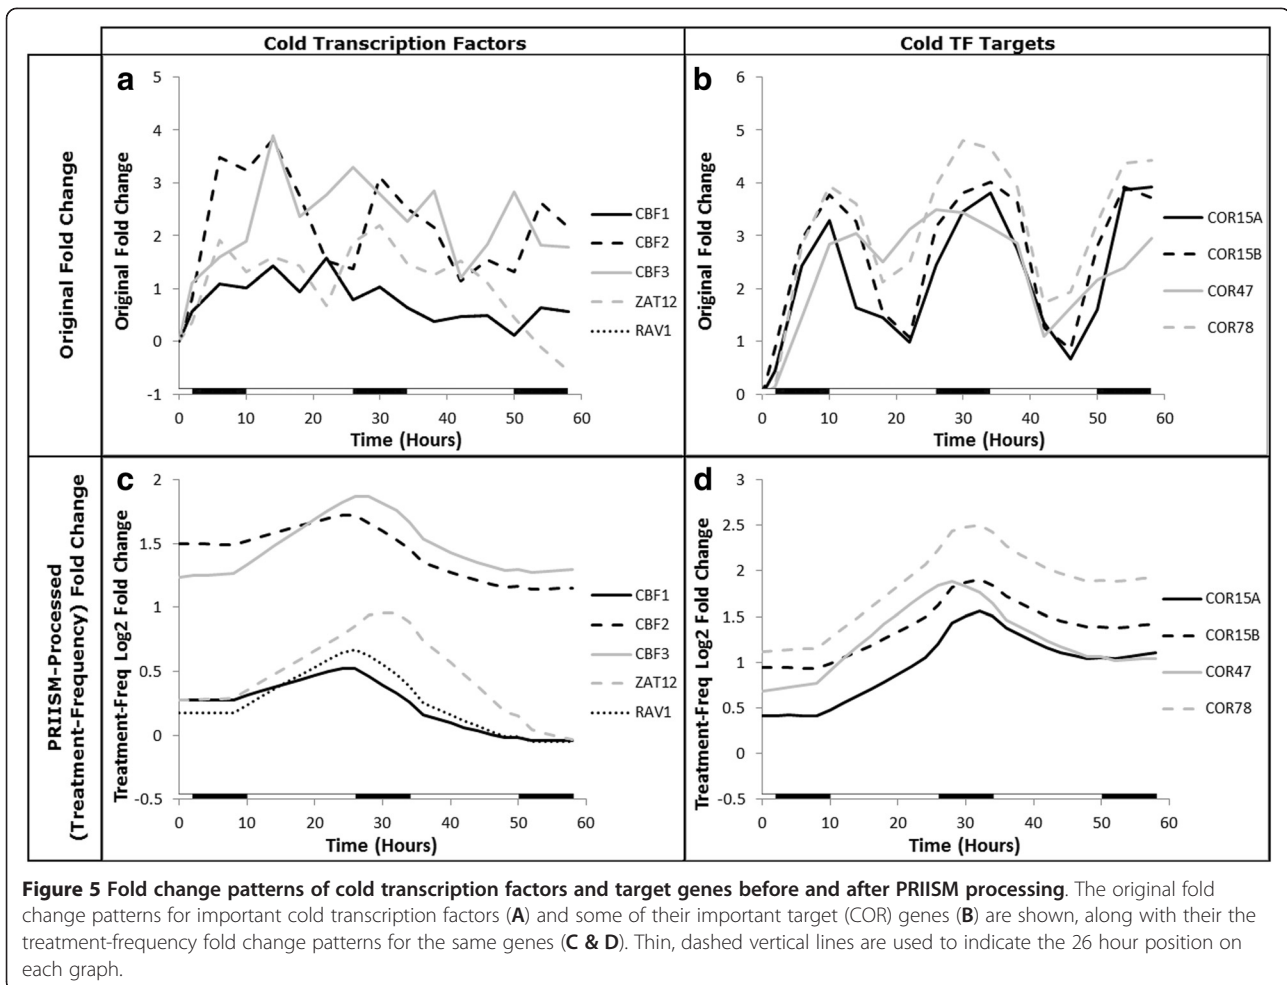 Cold Transcription Factors
Cold TF Targets
Original Fold Change
a
Original Fold Change
5
4
3
2
1
0
-1
0 10 20 30 40 50 60
Time (Hours)
CBF1
CBF2
CBF3
ZAT12
RAV1
b
Original Fold Change
6
5
4
3
2
1
0
0 10 20 30 40 50 60
Time (Hours)
COR15A
COR15B
COR47
COR78
PRIISM-Processed
(Treatment-Frequency) Fold Change
c
Treatment-Freq Log2 Fold Change
2
1.5
1
0.5
0
-0.5
0 10 20 30 40 50 60
Time (Hours)
CBF1
CBF2
CBF3
ZAT12
RAV1
d
Treatment-Freq Log2 Fold Change
3
2.5
2
1.5
1
0.5
0
-0.5
0 10 20 30 40 50 60
Time (Hours)
COR15A
COR15B
COR47
COR78
Figure 5 Fold change patterns of cold transcription factors and target genes before and after PRIISM processing. The original fold
change patterns for important cold transcription factors (A) and some of their important target (COR) genes (B) are shown, along with their the
treatment-frequency fold change patterns for the same genes (C & D). Thin, dashed vertical lines are used to indicate the 26 hour position on
each graph.